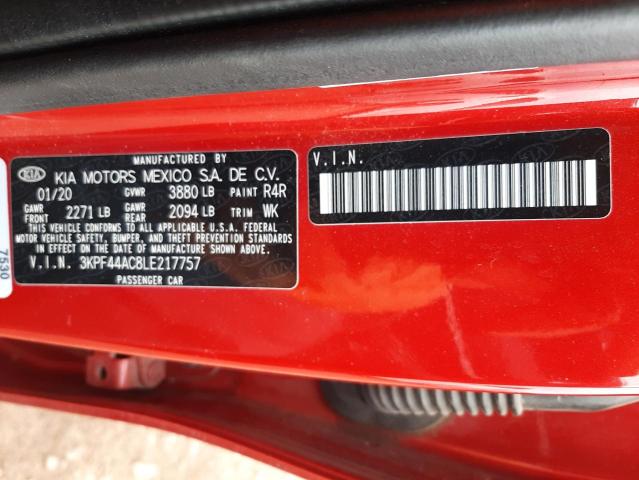 MANUFACTURED BY
KIA KIA MOTORS MEXICO S.A. DE C.V.
01/20 GVWR 3880 LB PAINT R4R
GAWR FRONT 2271 LB GAWR REAR 2094 LB TRIM WK
THIS VEHICLE CONFORMS TO ALL APPLICABLE U.S.A. FEDERAL
MOTOR VEHICLE SAFETY, BUMPER, AND THEFT PREVENTION STANDARDS
IN EFFECT ON THE DATE OF MANUFACTURE SHOWN ABOVE.
V.I.N. 3KPF44AC8LE217757
PASSENGER CAR
V.I.N.
7530